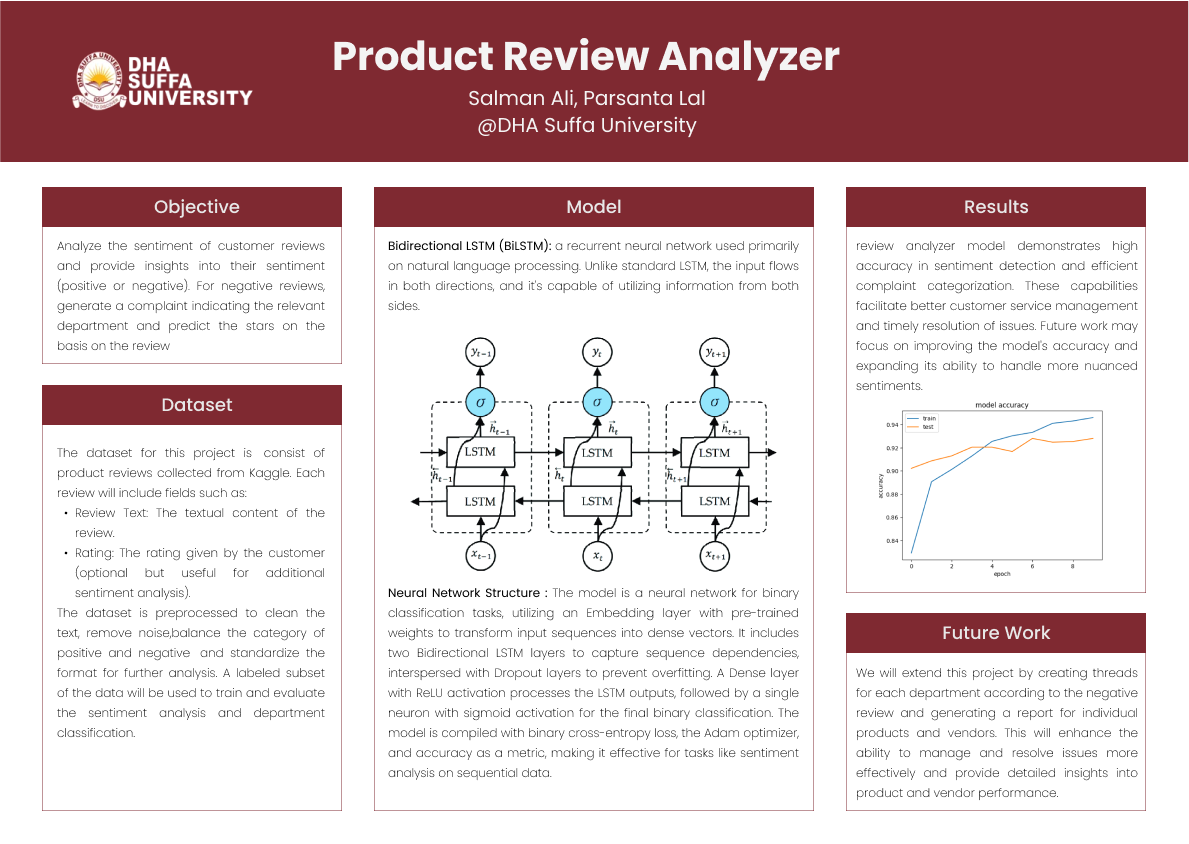 DHA
SUFFA
UNIVERSITY
Product Review Analyzer
Salman Ali, Parsanta Lal
@DHA Suffa University
Objective
Analyze the sentiment of customer reviews
and provide insights into their sentiment
(positive or negative). For negative reviews,
generate a complaint indicating the relevant
department and predict the stars on the
basis on the review
Dataset
The dataset for this project is consist of
product reviews collected from Kaggle. Each
review will include fields such as:
• Review Text: The textual content of the
review.
• Rating: The rating given by the customer
(optional but useful for additional
sentiment analysis).
The dataset is preprocessed to clean the
text, remove noise,balance the category of
positive and negative and standardize the
format for further analysis. A labeled subset
of the data will be used to train and evaluate
the sentiment analysis and department
classification.
Model
Bidirectional LSTM (BiLSTM): a recurrent neural network used primarily
on natural language processing. Unlike standard LSTM, the input flows
in both directions, and it's capable of utilizing information from both
sides.
y_{t-1} y_t y_{t+1}
σ σ σ
\vec{h}_{t-1} \vec{h}_t \vec{h}_{t+1}
LSTM LSTM LSTM
\overleftarrow{h}_{t-1} \overleftarrow{h}_t \overleftarrow{h}_{t+1}
LSTM LSTM LSTM
x_{t-1} x_t x_{t+1}
Neural Network Structure : The model is a neural network for binary
classification tasks, utilizing an Embedding layer with pre-trained
weights to transform input sequences into dense vectors. It includes
two Bidirectional LSTM layers to capture sequence dependencies,
interspersed with Dropout layers to prevent overfitting. A Dense layer
with ReLU activation processes the LSTM outputs, followed by a single
neuron with sigmoid activation for the final binary classification. The
model is compiled with binary cross-entropy loss, the Adam optimizer,
and accuracy as a metric, making it effective for tasks like sentiment
analysis on sequential data.
Results
review analyzer model demonstrates high
accuracy in sentiment detection and efficient
complaint categorization. These capabilities
facilitate better customer service management
and timely resolution of issues. Future work may
focus on improving the model's accuracy and
expanding its ability to handle more nuanced
sentiments.
model accuracy
train
test
0.94
0.92
0.90
0.88
0.86
0.84
accuracy
0 2 4 6 8
epoch
Future Work
We will extend this project by creating threads
for each department according to the negative
review and generating a report for individual
products and vendors. This will enhance the
ability to manage and resolve issues more
effectively and provide detailed insights into
product and vendor performance.